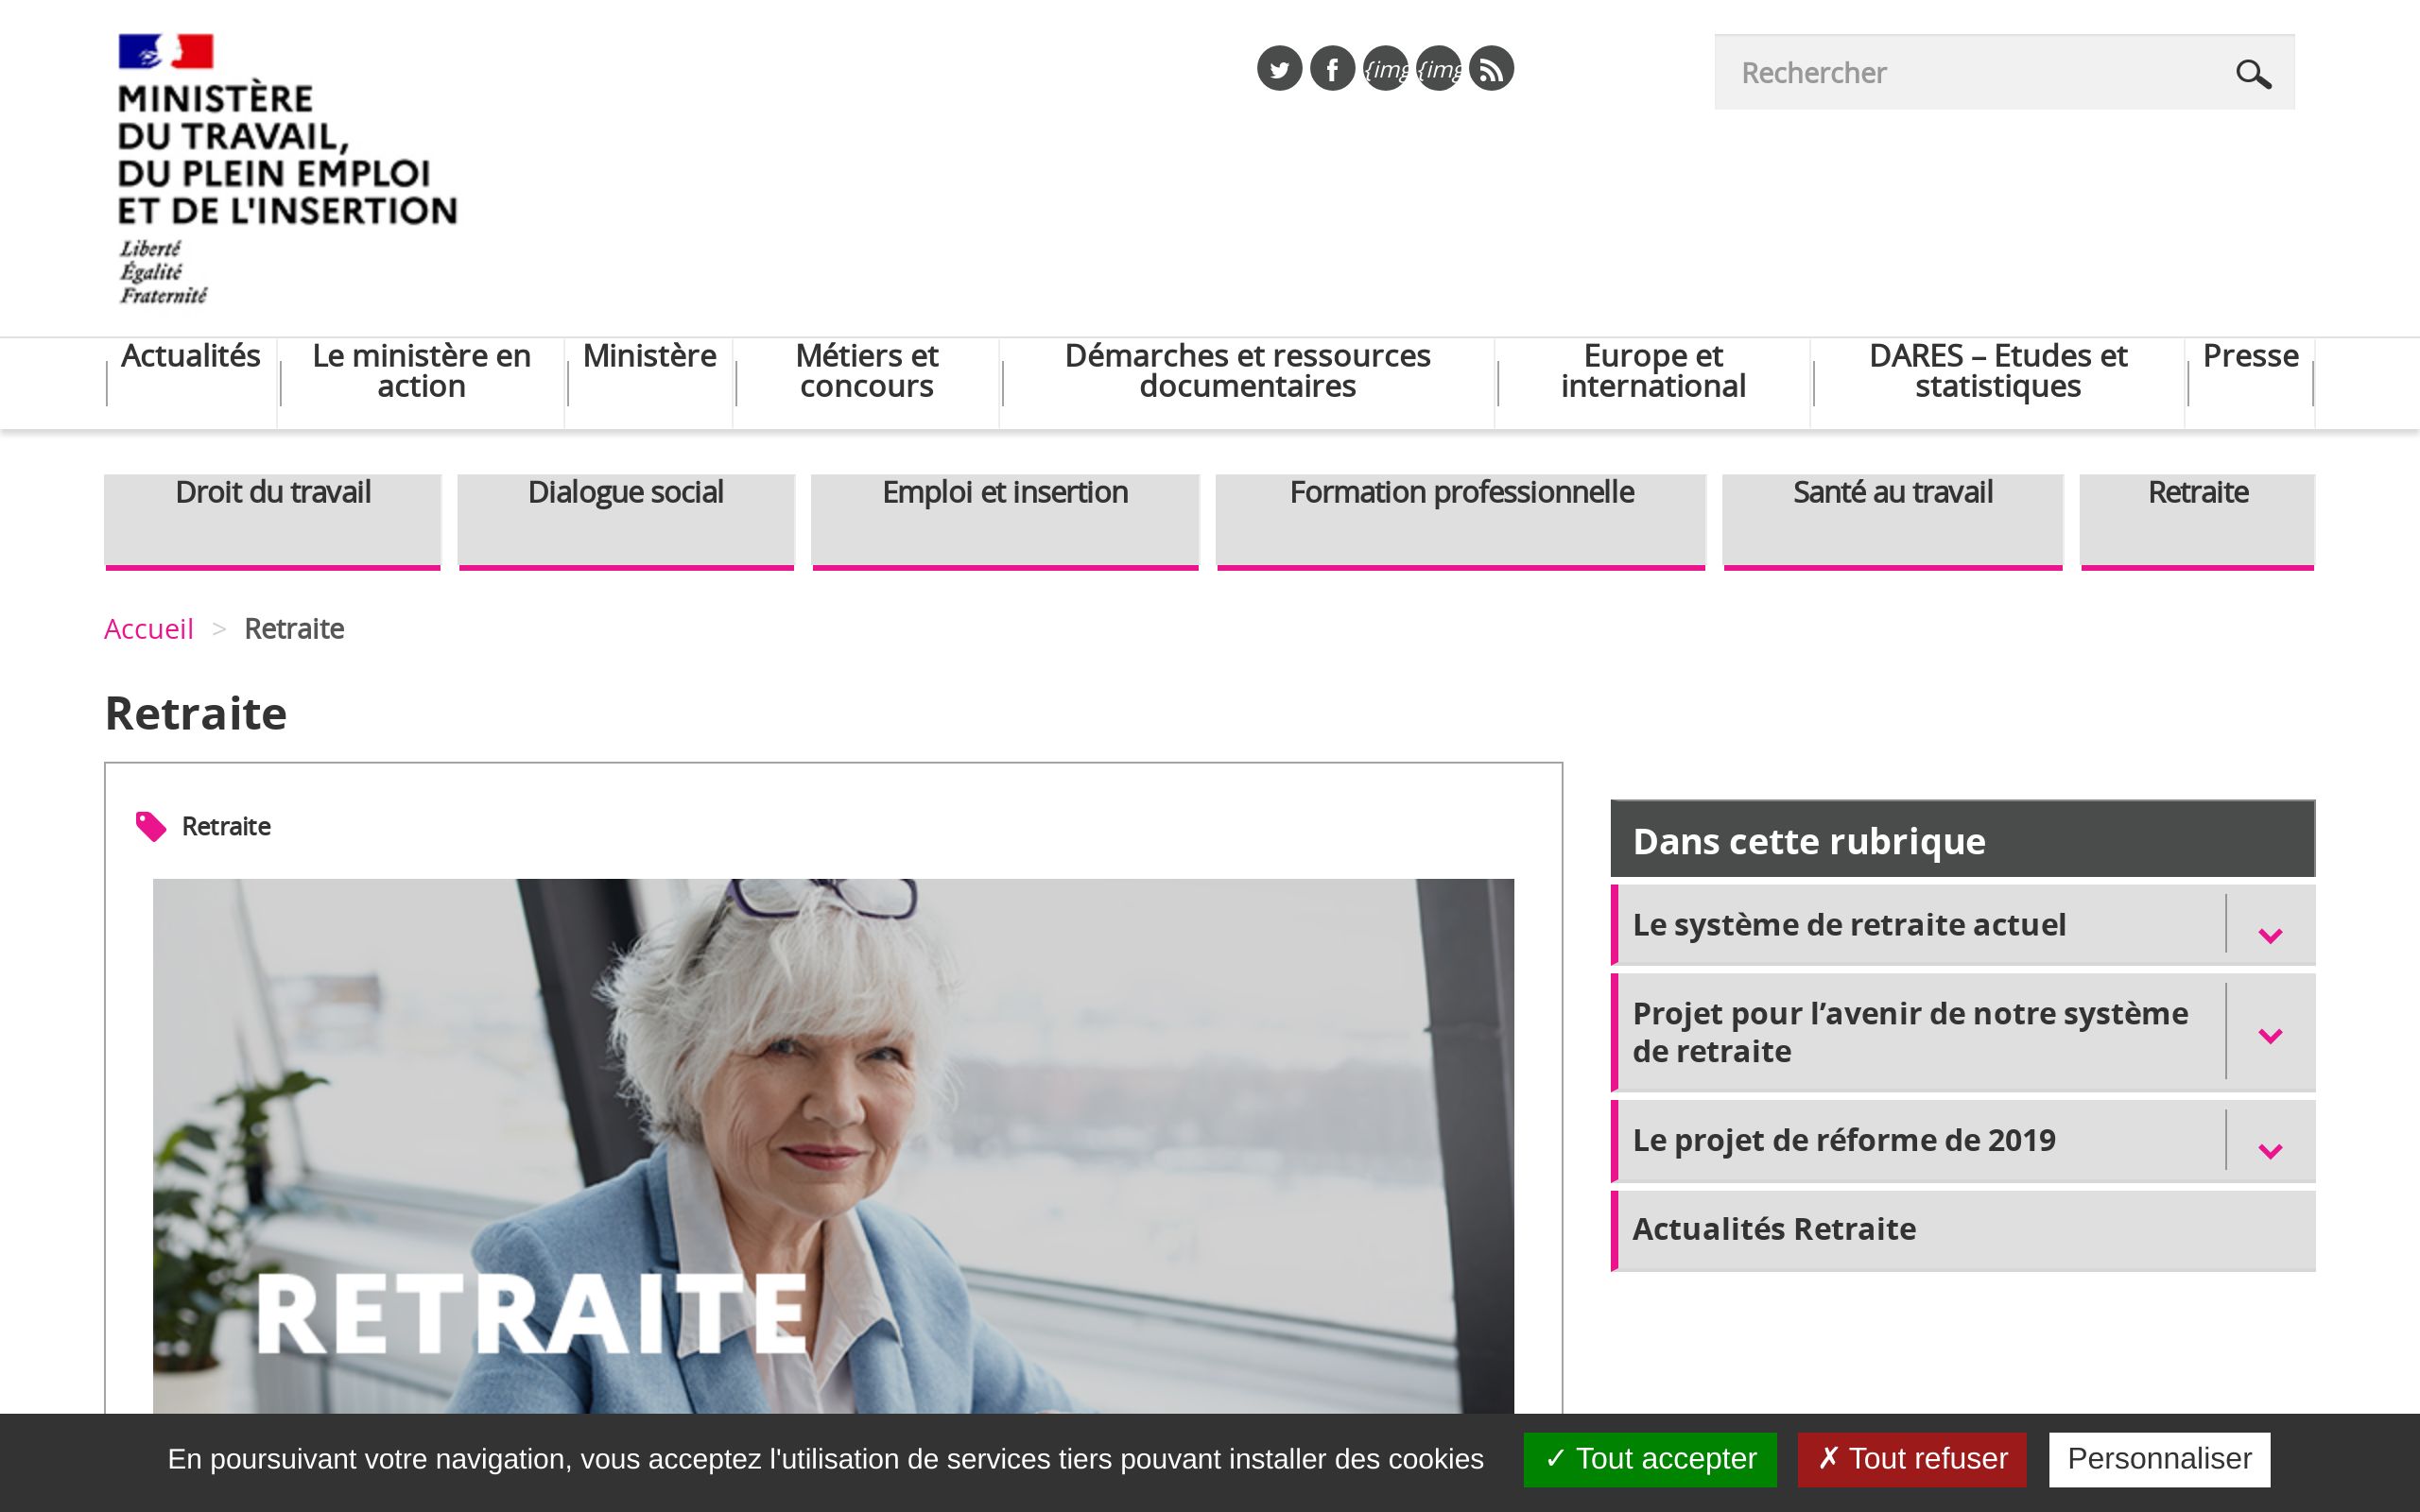 MINISTÈRE
DU TRAVAIL,
DU PLEIN EMPLOI
ET DE L'INSERTION
Liberté
Égalité
Fraternité
{img {img
Rechercher
Actualités
Le ministère en
action
Ministère
Métiers et
concours
Démarches et ressources
documentaires
Europe et
international
DARES – Etudes et
statistiques
Presse
Droit du travail
Dialogue social
Emploi et insertion
Formation professionnelle
Santé au travail
Retraite
Accueil > Retraite
Retraite
Retraite
RETRAITE
Dans cette rubrique
Le système de retraite actuel
Projet pour l’avenir de notre système
de retraite
Le projet de réforme de 2019
Actualités Retraite
En poursuivant votre navigation, vous acceptez l'utilisation de services tiers pouvant installer des cookies
✓ Tout accepter
✗ Tout refuser
Personnaliser